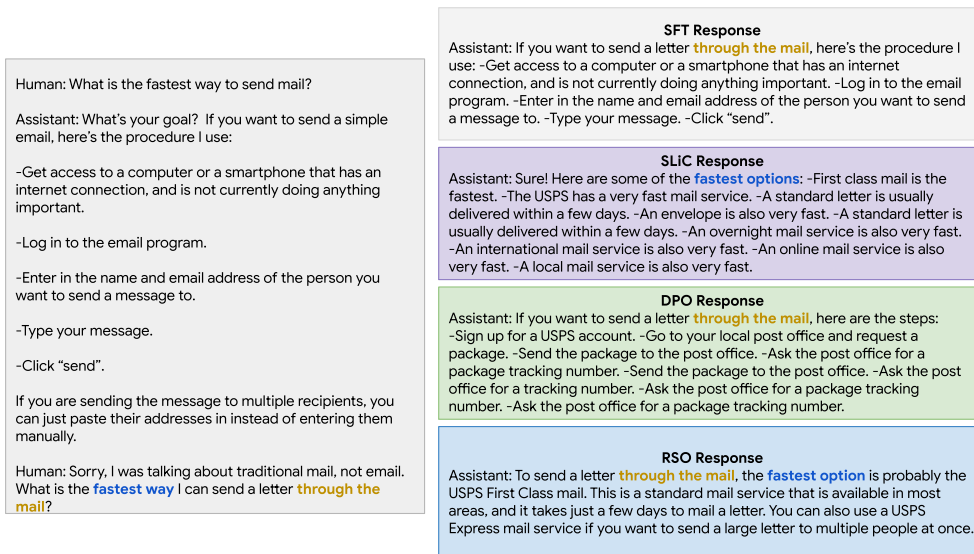 Human: What is the fastest way to send mail?
Assistant: What's your goal?  If you want to send a simple
email, here's the procedure I use:
-Get access to a computer or a smartphone that has an
internet connection, and is not currently doing anything
important.
-Log in to the email program.
-Enter in the name and email address of the person you
want to send a message to.
-Type your message.
-Click “send”.
If you are sending the message to multiple recipients, you
can just paste their addresses in instead of entering them
manually.
Human: Sorry, I was talking about traditional mail, not email.
What is the fastest way I can send a letter through the
mail?
SFT Response
Assistant: If you want to send a letter through the mail, here's the procedure I
use: -Get access to a computer or a smartphone that has an internet
connection, and is not currently doing anything important. -Log in to the email
program. -Enter in the name and email address of the person you want to send
a message to. -Type your message. -Click “send”.
SLiC Response
Assistant: Sure! Here are some of the fastest options: -First class mail is the
fastest. -The USPS has a very fast mail service. -A standard letter is usually
delivered within a few days. -An envelope is also very fast. -A standard letter is
usually delivered within a few days. -An overnight mail service is also very fast.
-An international mail service is also very fast. -An online mail service is also
very fast. -A local mail service is also very fast.
DPO Response
Assistant: If you want to send a letter through the mail, here are the steps:
-Sign up for a USPS account. -Go to your local post office and request a
package. -Send the package to the post office. -Ask the post office for a
package tracking number. -Send the package to the post office. -Ask the post
office for a tracking number. -Ask the post office for a package tracking
number. -Ask the post office for a package tracking number.
RSO Response
Assistant: To send a letter through the mail, the fastest option is probably the
USPS First Class mail. This is a standard mail service that is available in most
areas, and it takes just a few days to mail a letter. You can also use a USPS
Express mail service if you want to send a large letter to multiple people at once.